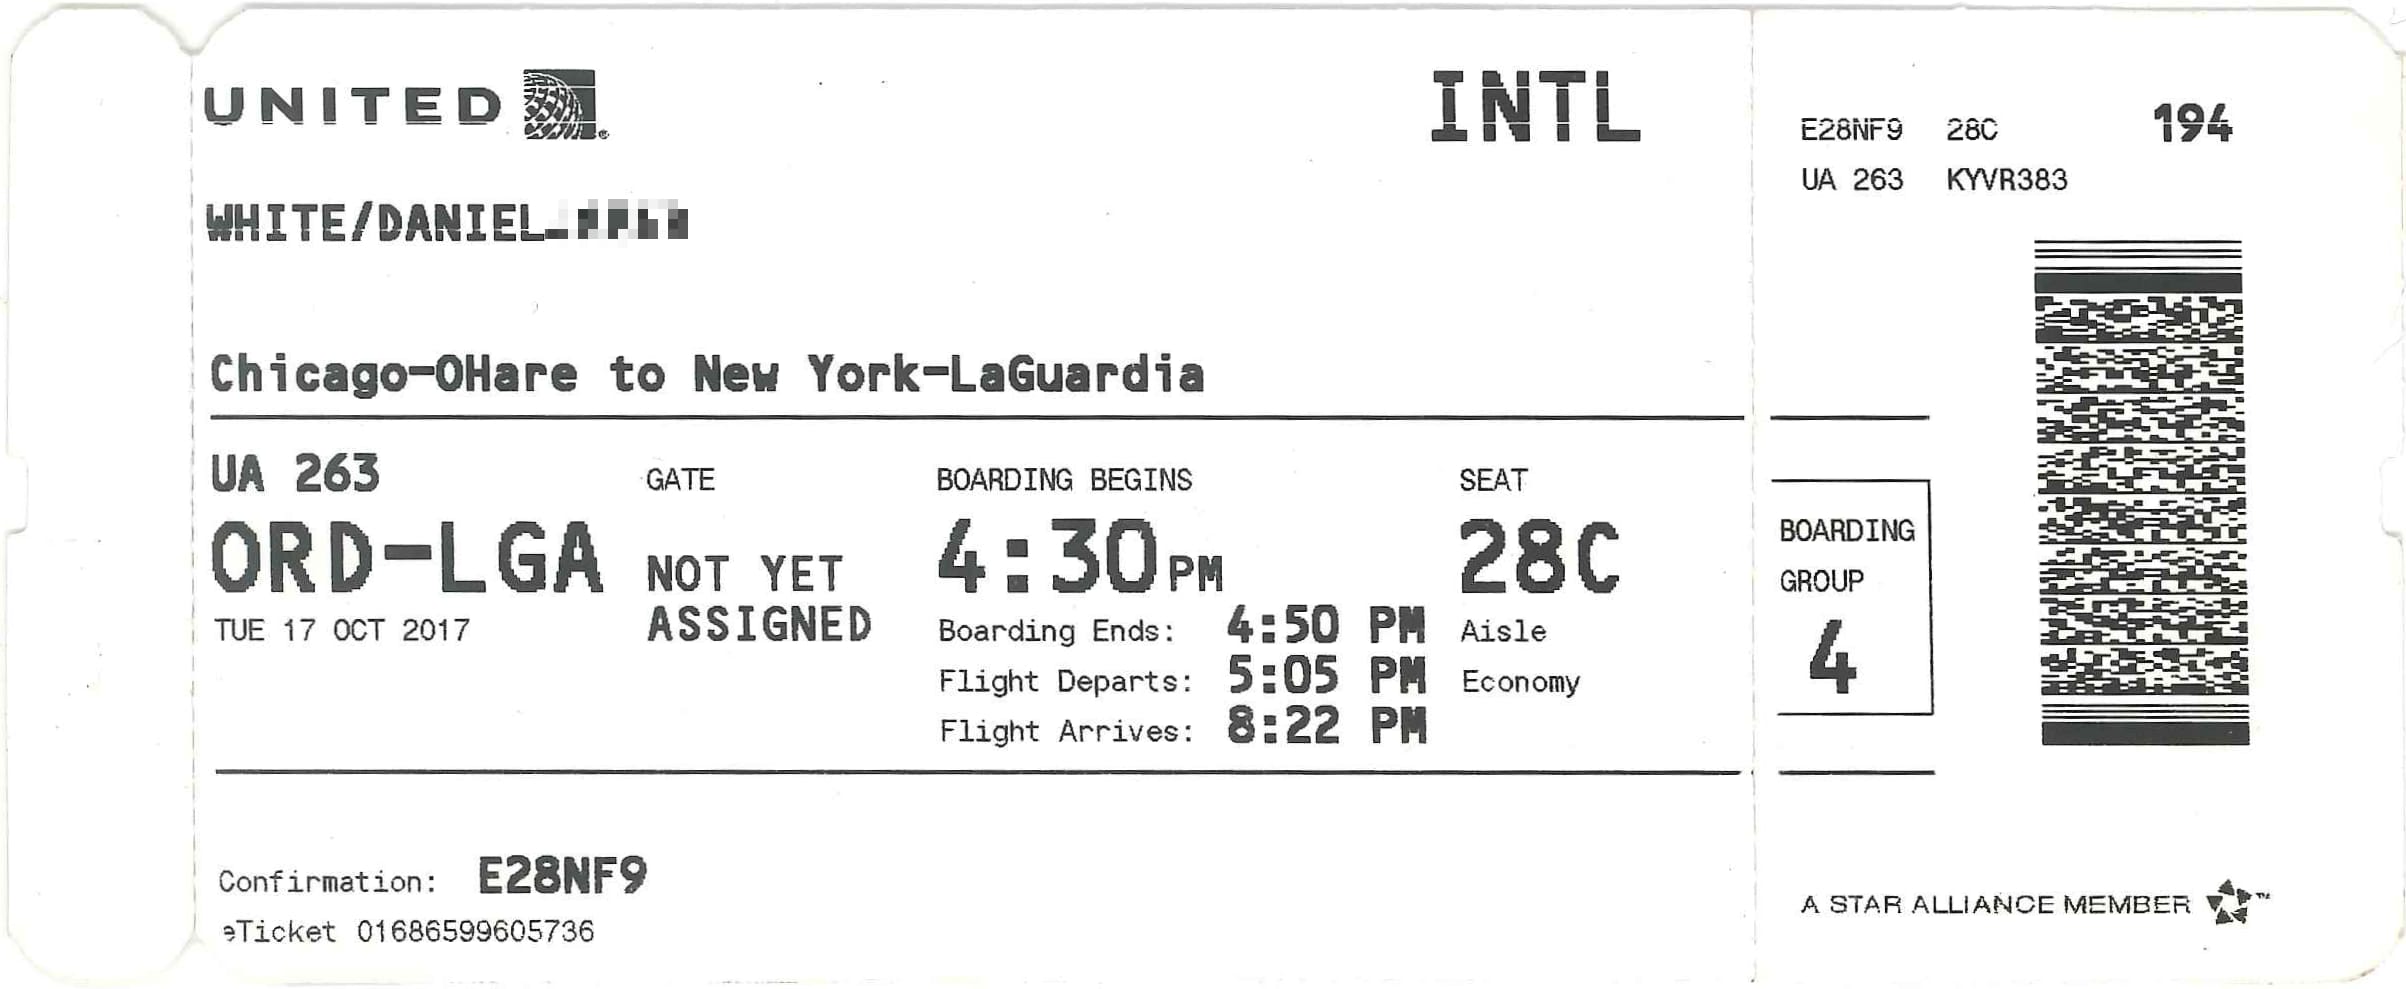 UNITED
INTL
WHITE/DANIEL
Chicago-OHare to New York-LaGuardia
UA 263
ORD-LGA
TUE 17 OCT 2017
GATE
NOT YET
ASSIGNED
BOARDING BEGINS
4:30PM
Boarding Ends: 4:50 PM
Flight Departs: 5:05 PM
Flight Arrives: 8:22 PM
SEAT
28C
Aisle
Economy
Confirmation: E28NF9
eTicket 01686599605736
E28NF9 28C 194
UA 263 KYVR383
BOARDING
GROUP
4
A STAR ALLIANCE MEMBER ™